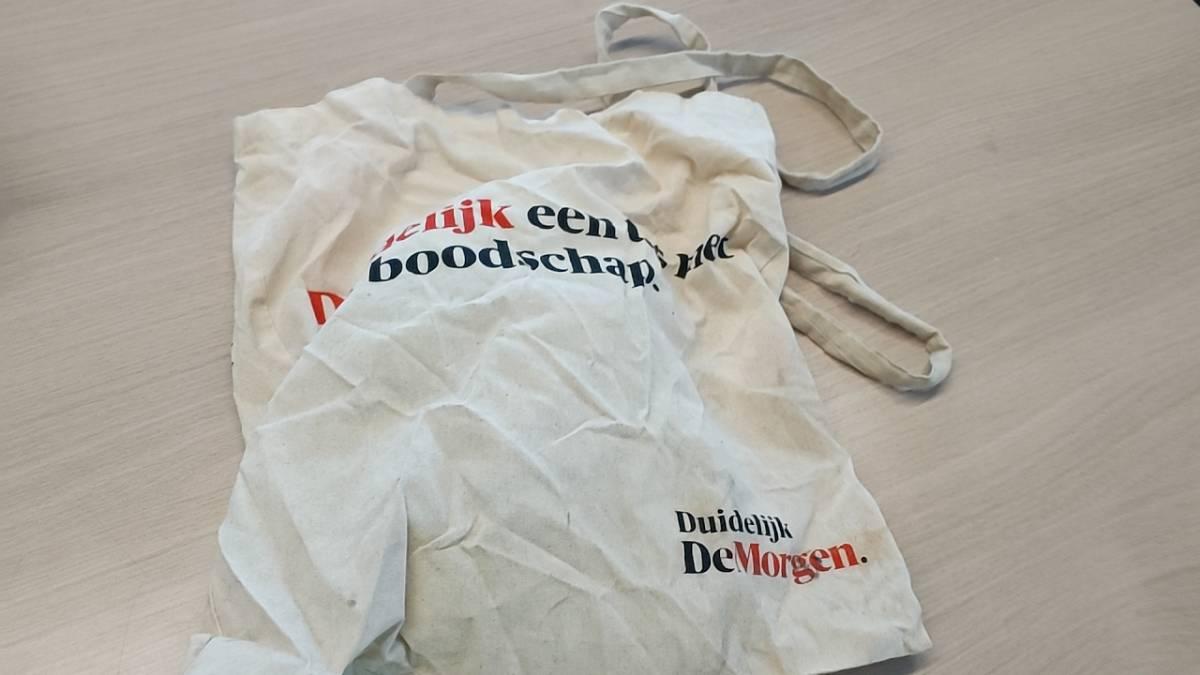 elijk een
boodschap.
Duidelijk
DeMorgen.